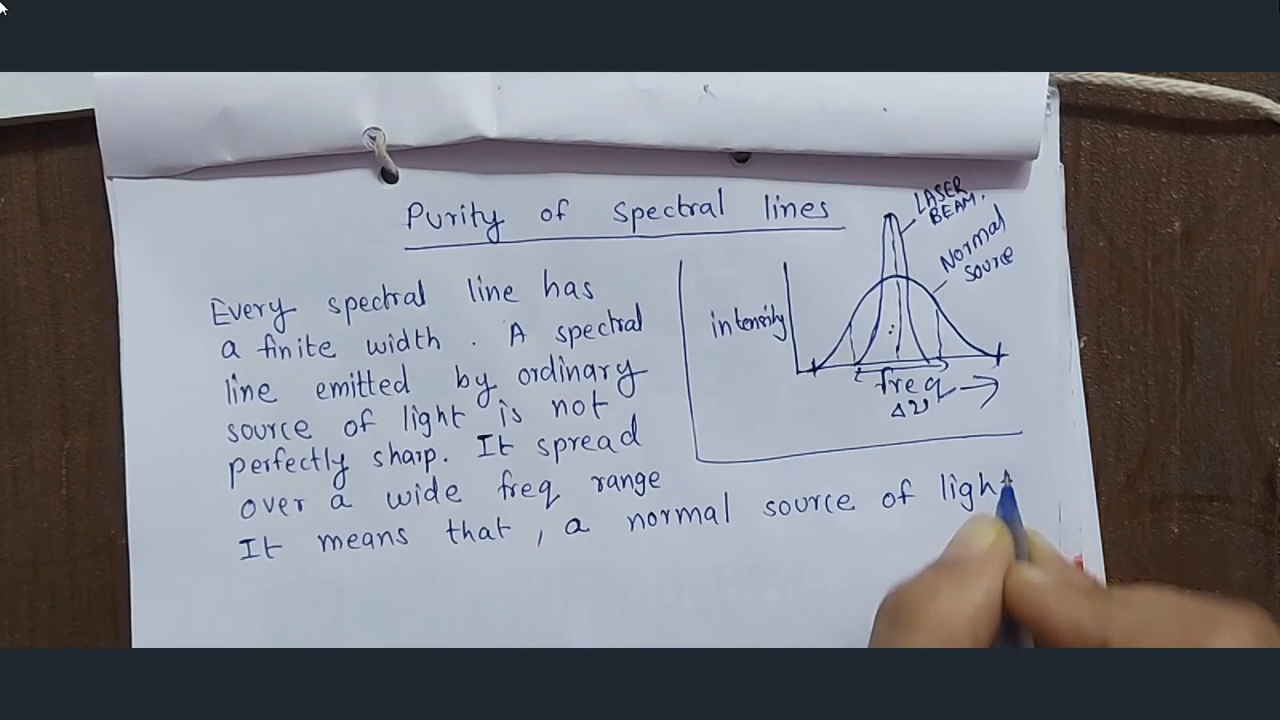 Purity of spectral lines
Every spectral line has
a finite width . A spectral
line emitted by ordinary
source of light is not
perfectly sharp. It spread
over a wide freq range
It means that , a normal source of ligh
LASER
BEAM.
Normal
source
intensity
freq
Δν